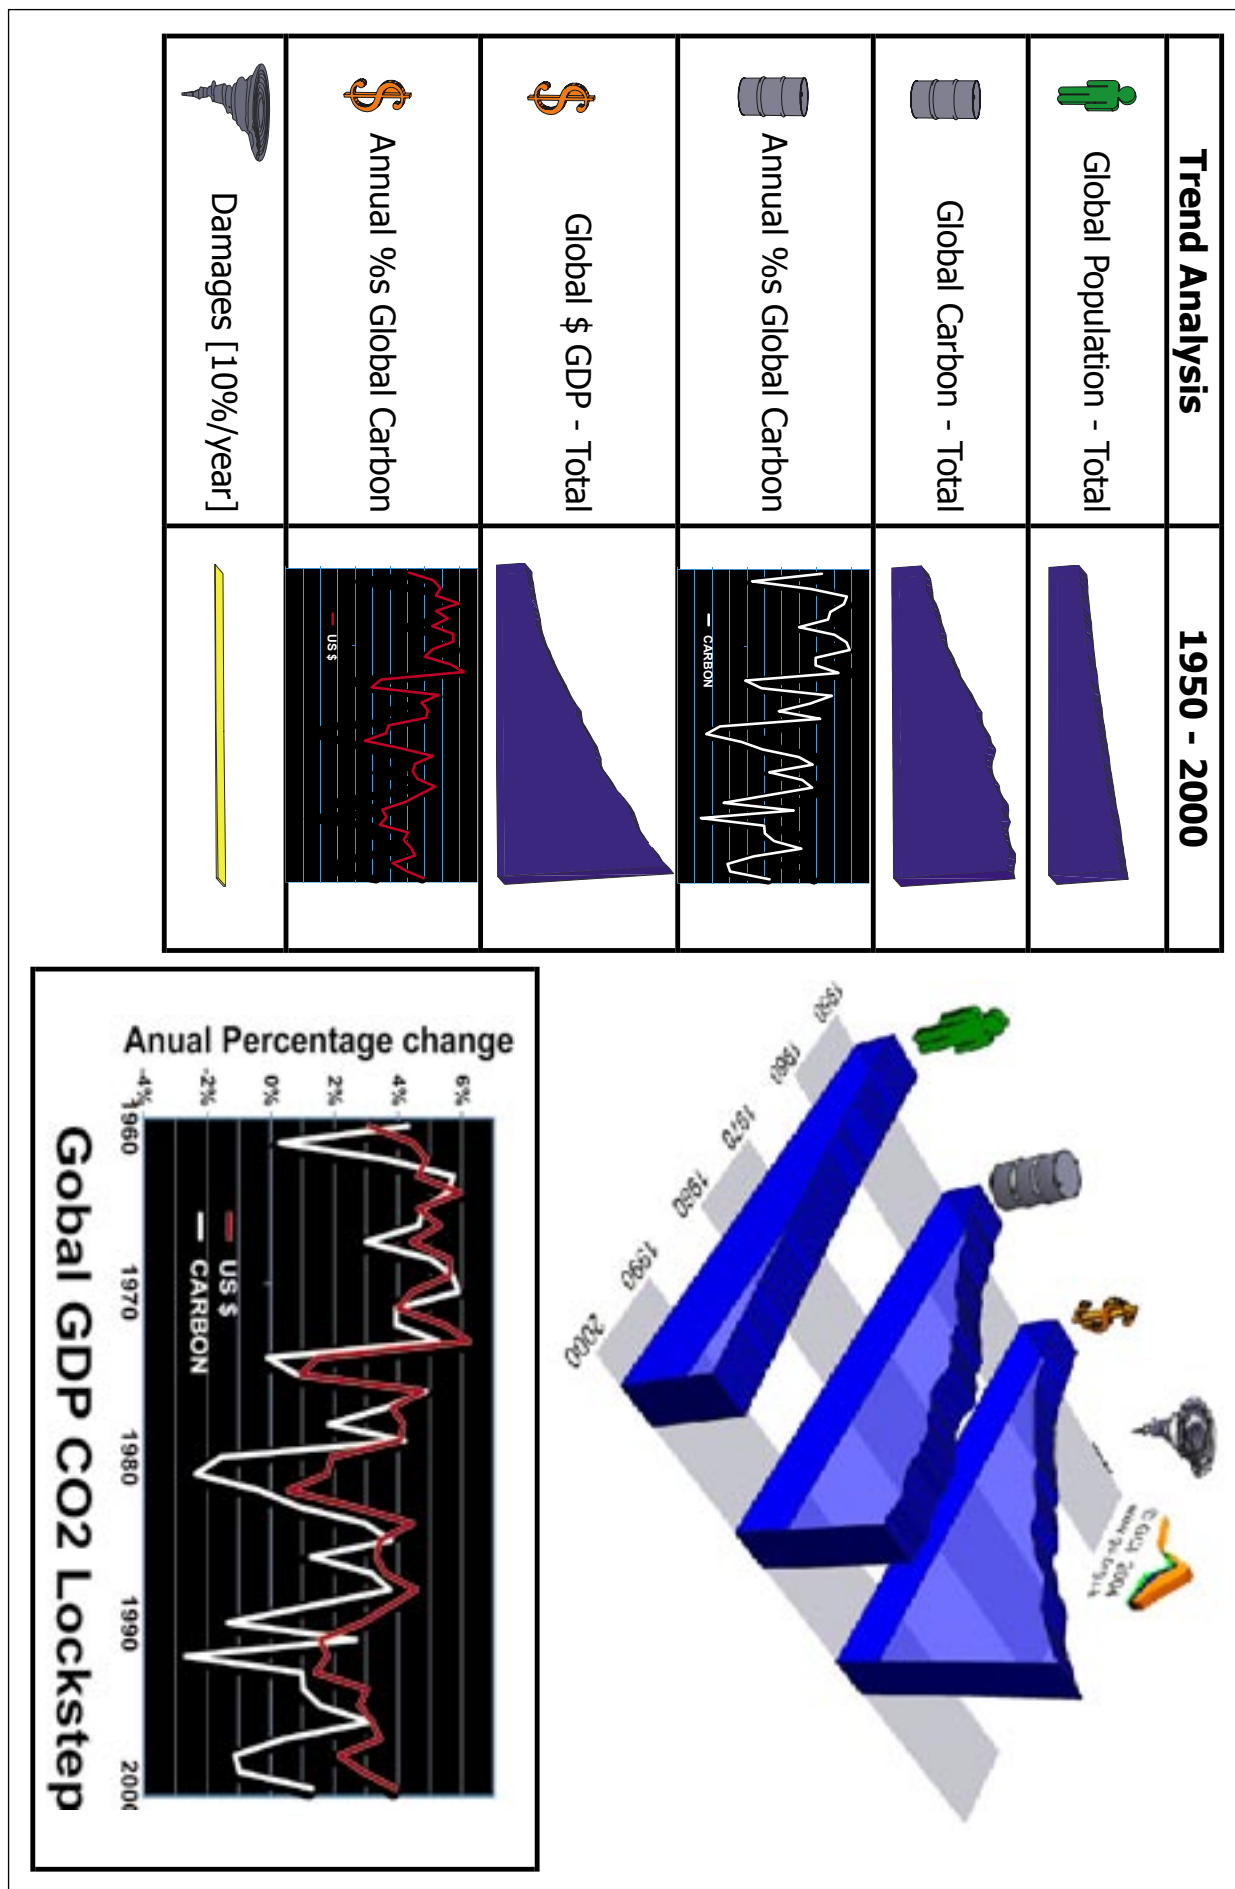 Trend Analysis
1950 - 2000
Global Population - Total
Global Carbon - Total
Annual %s Global Carbon
CARBON
Global $ GDP - Total
Annual %s Global Carbon
US $
Damages [10%/year]
1950
1960
1970
1980
1990
2000
2004
Anual Percentage change
6%
4%
2%
0%
-2%
-4%
US $
CARBON
1960
1970
1980
1990
Gobal GDP CO2 Lockstep